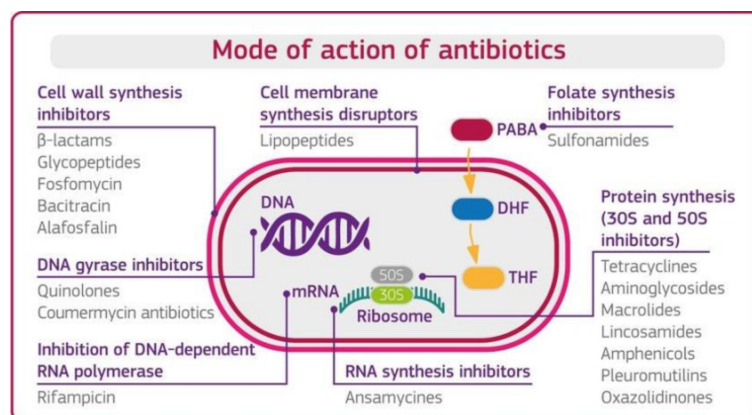 Mode of action of antibiotics
Cell wall synthesis
inhibitors
β-lactams
Glycopeptides
Fosfomycin
Bacitracin
Alafosfalin
Cell membrane
synthesis disruptors
Lipopeptides
PABA
Folate synthesis
inhibitors
Sulfonamides
DNA
DHF
THF
Protein synthesis
(30S and 50S
inhibitors)
Tetracyclines
Aminoglycosides
Macrolides
Lincosamides
Amphenicols
Pleuromutilins
Oxazolidinones
DNA gyrase inhibitors
Quinolones
Coumermycin antibiotics
mRNA
50S
30S
Ribosome
Inhibition of DNA-dependent
RNA polymerase
Rifampicin
RNA synthesis inhibitors
Ansamycines